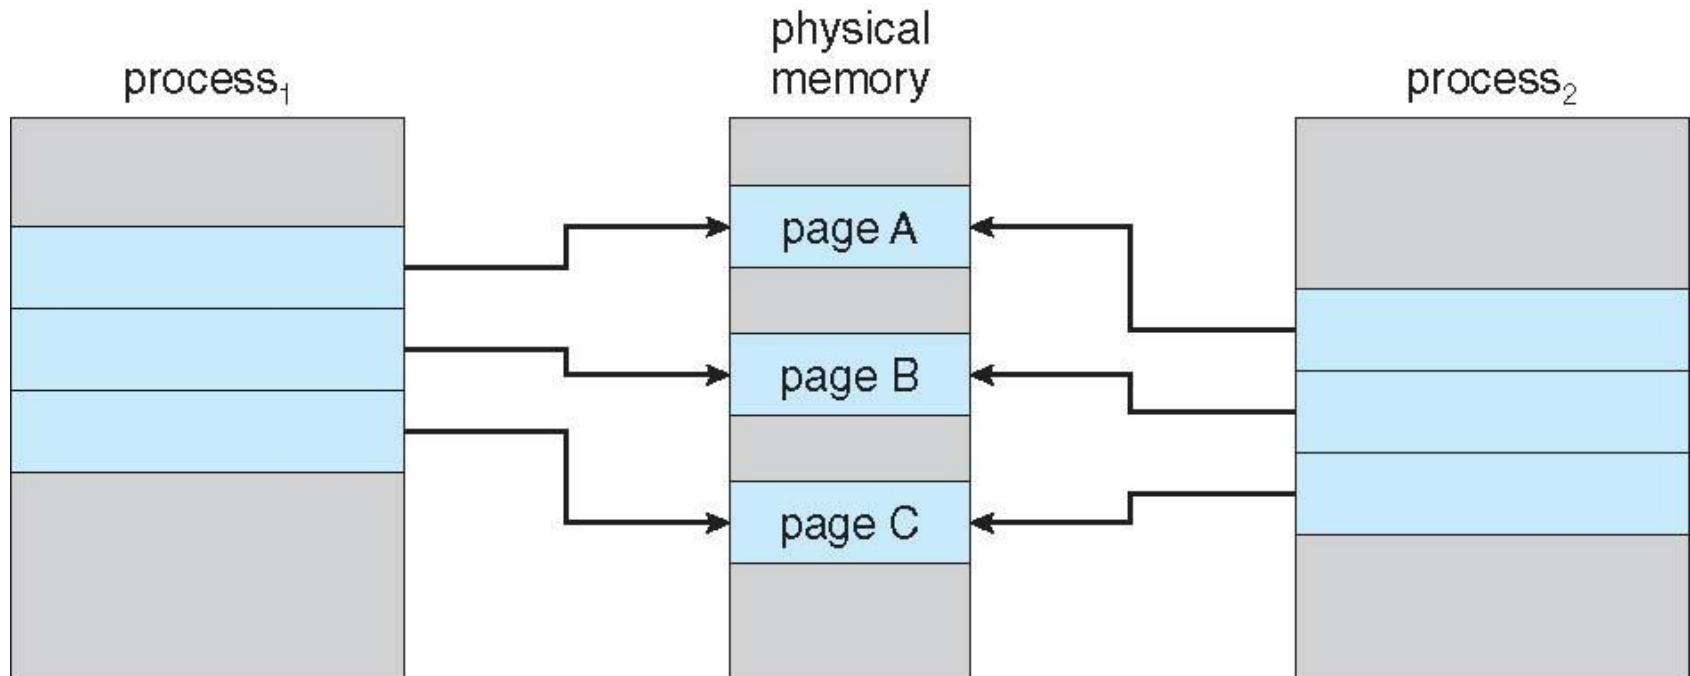 physical
memory
process₁
process₂
page A
page B
page C